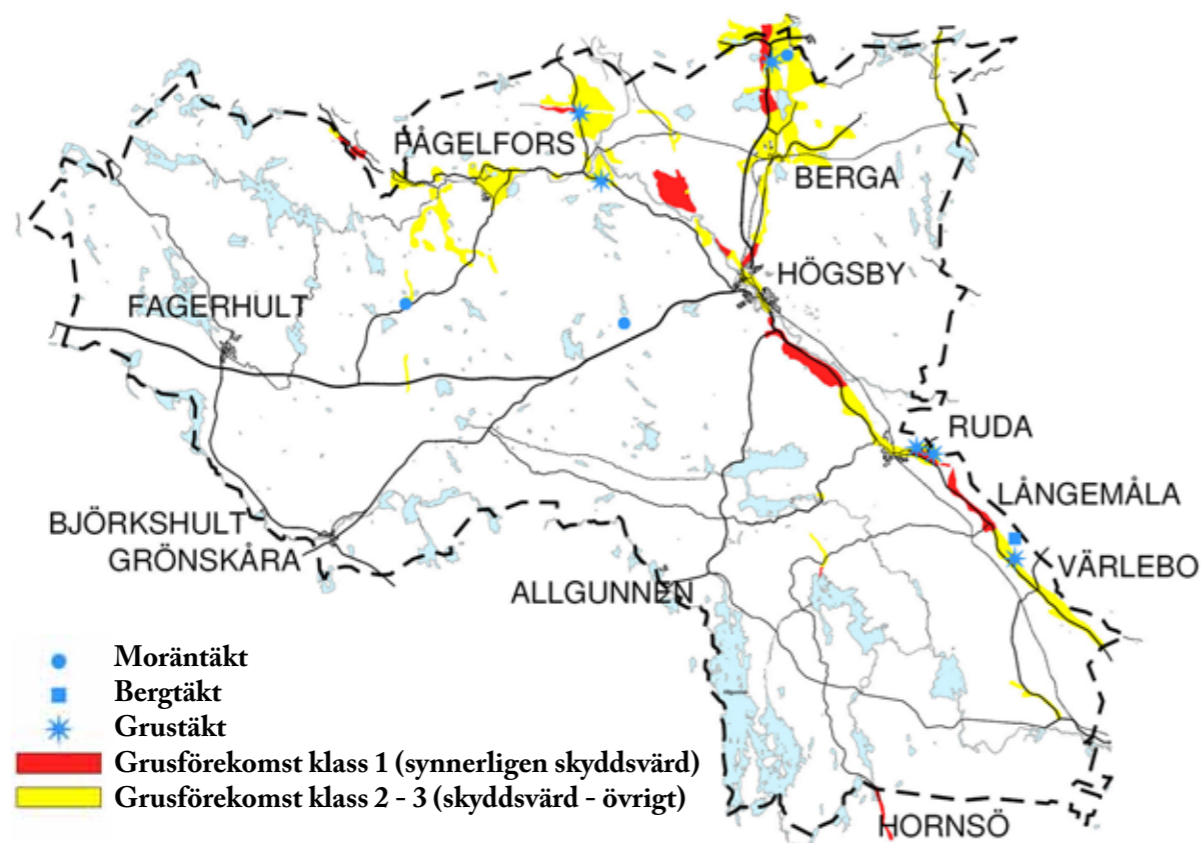 FÅGELFORS
BERGA
HÖGSBY
FAGERHULT
RUDA
LÅNGEMÅLA
BJÖRKSHULT
GRÖNSKÅRA
VÄRLEBO
ALLGUNNEN
HORNSÖ
Moräntäkt
Bergtäkt
Grustäkt
Grusförekomst klass 1 (synnerligen skyddsvärd)
Grusförekomst klass 2 - 3 (skyddsvärd - övrigt)